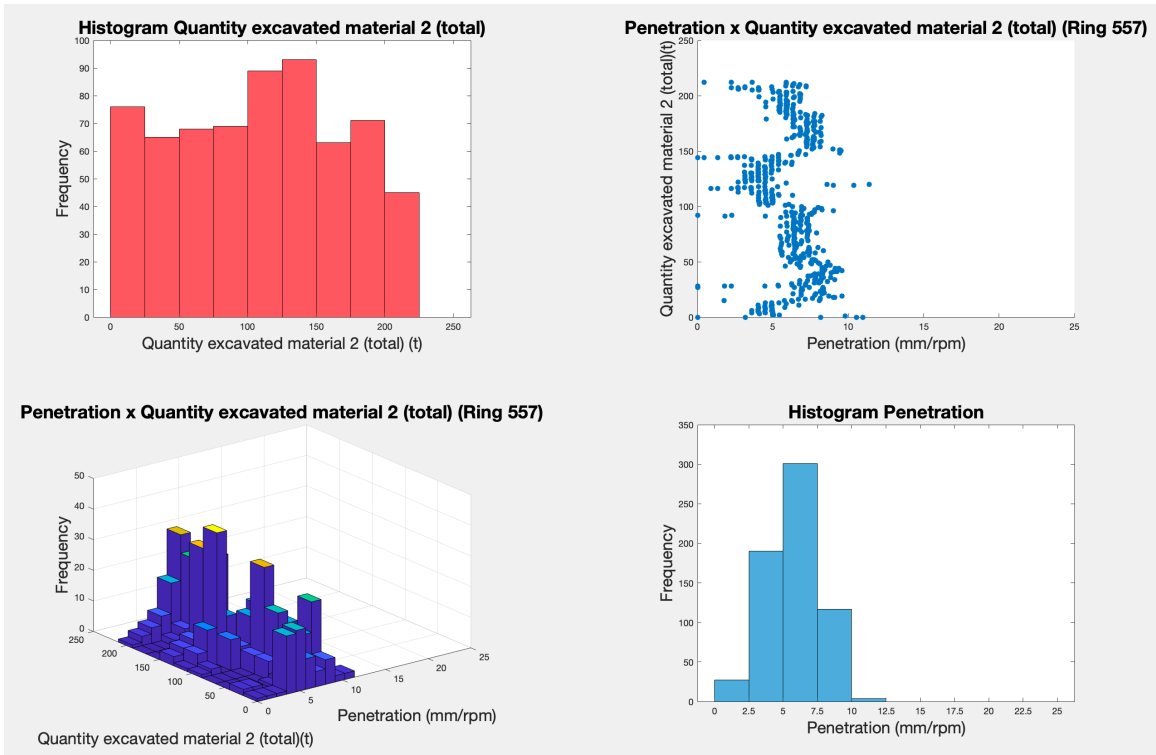 Histogram Quantity excavated material 2 (total)
100
90
80
70
60
50
40
30
20
10
0
Frequency
0 50 100 150 200 250
Quantity excavated material 2 (total) (t)
Penetration x Quantity excavated material 2 (total) (Ring 557)
250
200
150
100
50
0
Quantity excavated material 2 (total)(t)
0 5 10 15 20 25
Penetration (mm/rpm)
Penetration x Quantity excavated material 2 (total) (Ring 557)
50
40
30
20
10
0
Frequency
250
200
150
100
50
0
0
5
10
15
20
25
Penetration (mm/rpm)
Quantity excavated material 2 (total)(t)
Histogram Penetration
350
300
250
200
150
100
50
0
Frequency
0 2.5 5 7.5 10 12.5 15 17.5 20 22.5 25
Penetration (mm/rpm)